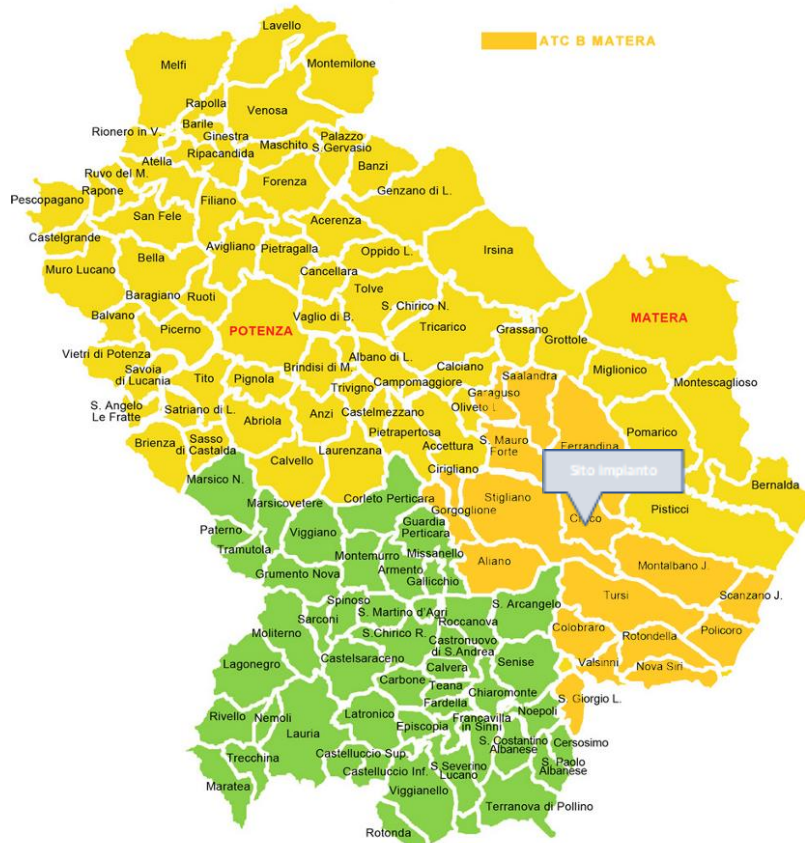 ATC B MATERA
Lavello
Melfi
Montemilone
Rapolla
Venosa
Barile
Rionero in V.
Ginestra
Maschito
Palazzo
S. Gervasio
Atella
Ripacandida
Banzi
Ruvo del M.
Rapone
Forenza
Genzano di L.
Pescopagano
Filiano
San Fele
Acerenza
Castelgrande
Avigliano
Pietragalla
Oppido L.
Irsina
Bella
Muro Lucano
Cancellara
Tolve
Baragiano
Ruoti
S. Chirico N.
Balvano
Vaglio di B.
Picerno
POTENZA
Tricarico
Grassano
MATERA
Grottole
Vietri di Potenza
Albano di L.
Savoia
di Lucania
Tito
Pignola
Brindisi di M.
Calciano
Saalandra
Miglionico
Trivigno
Campomaggiore
Garaguso
Montescaglioso
S. Angelo
Le Fratte
Satriano di L.
Abriola
Anzi
Castelmezzano
Oliveto L.
Pietrapertosa
Pomarico
Brienza
Sasso
di Castalda
Accettura
S. Mauro
Forte
Ferrandina
Calvello
Laurenzana
Cirigliano
Sito Impianto
Marsico N.
Bernalda
Corleto Perticara
Stigliano
Marsicovetere
Gorgoglione
Pisticci
Paterno
Viggiano
Guardia
Perticara
Tramutola
Montemurro
Missanello
Aliano
Armento
Montalbano J.
Grumento Nova
Gallicchio
Tursi
Scanzano J.
Spinoso
S. Martino d'Agri
S. Arcangelo
Sarconi
Roccanova
Moliterno
S.Chirico R.
Colobraro
Rotondella
Policoro
Castronuovo
di S.Andrea
Lagonegro
Castelsaraceno
Senise
Valsinni
Calvera
Nova Siri
Carbone
Teana
Chiaromonte
Fardella
S. Giorgio L.
Rivello
Nemoli
Latronico
Noepoli
Lauria
Episcopia
Francavilla
in Sinni
S. Costantino
Albanese
Cersosimo
Trecchina
Castelluccio Sup.
S. Paolo
Albanese
Castelluccio Inf.
S.Severino
Lucano
Maratea
Viggianello
Terranova di Pollino
Rotonda